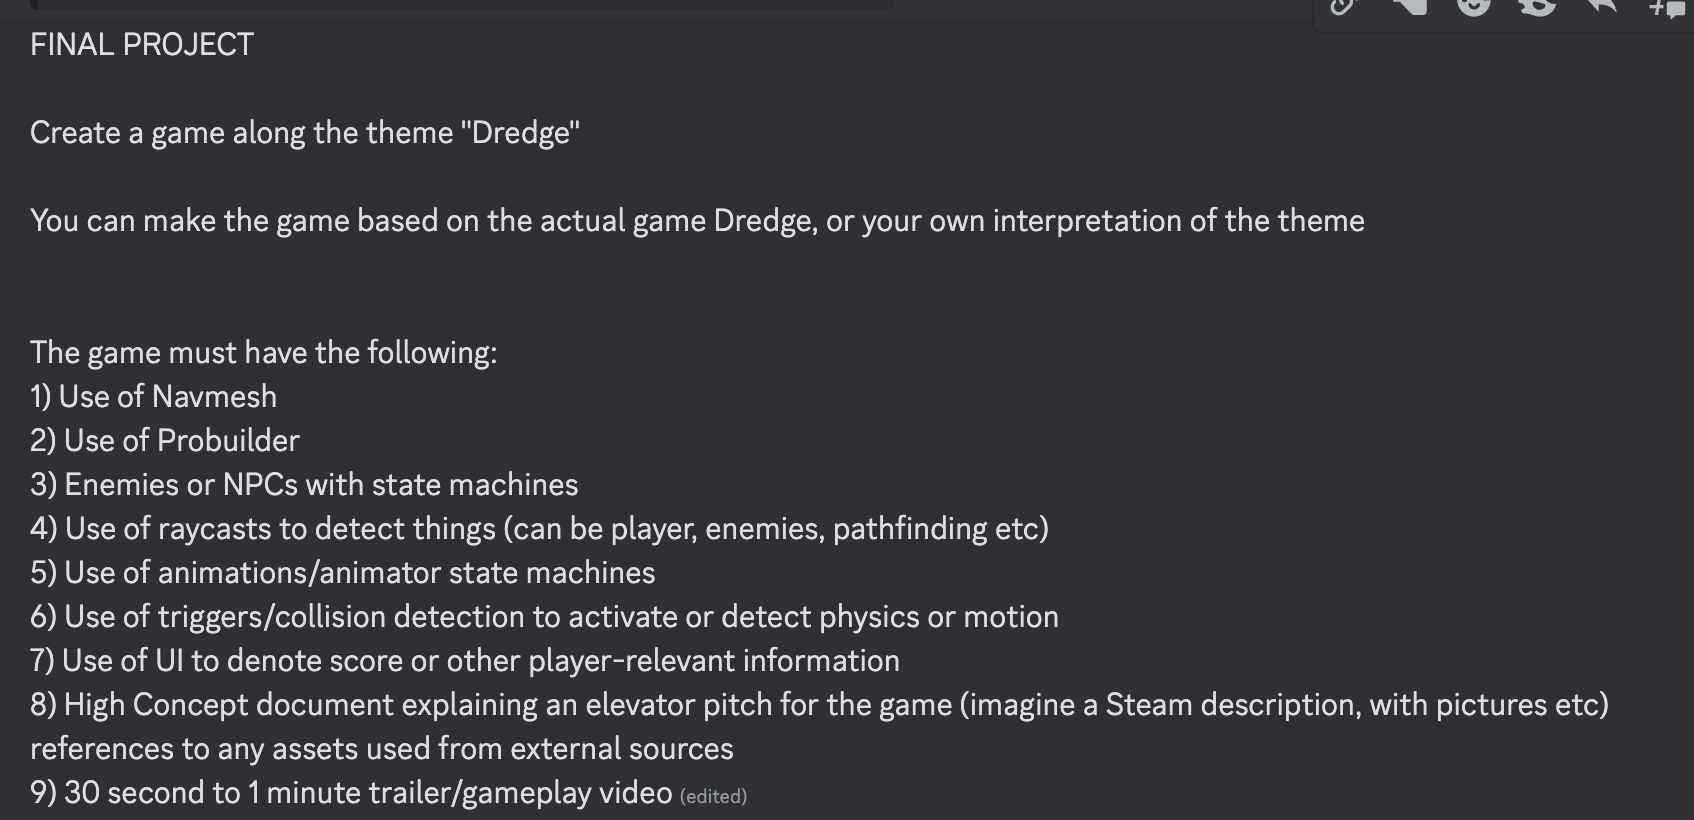 FINAL PROJECT
Create a game along the theme "Dredge"
You can make the game based on the actual game Dredge, or your own interpretation of the theme
The game must have the following:
1) Use of Navmesh
2) Use of Probuilder
3) Enemies or NPCs with state machines
4) Use of raycasts to detect things (can be player, enemies, pathfinding etc)
5) Use of animations/animator state machines
6) Use of triggers/collision detection to activate or detect physics or motion
7) Use of UI to denote score or other player-relevant information
8) High Concept document explaining an elevator pitch for the game (imagine a Steam description, with pictures etc)
references to any assets used from external sources
9) 30 second to 1 minute trailer/gameplay video (edited)